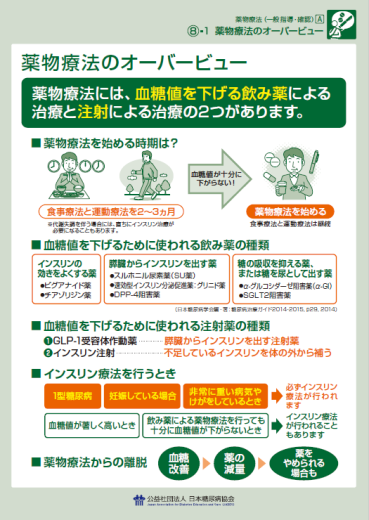 薬物療法(一般指導・確認) A
⑧-1 薬物療法のオーバービュー
薬物療法のオーバービュー
薬物療法には、血糖値を下げる飲み薬による
治療と注射による治療の2つがあります。
■薬物療法を始める時期は?
血糖値が十分に
下がらない!
食事療法と運動療法を2〜3ヵ月
薬物療法を始める
※代謝失調を伴う場合には、直ちにインスリン治療が
必要になることもあります。
食事療法と運動療法は継続
■血糖値を下げるために使われる飲み薬の種類
インスリンの
効きをよくする薬
●ビグアナイド薬
●チアゾリジン薬
膵臓からインスリンを出す薬
●スルホニル尿素薬(SU薬)
●速効型インスリン分泌促進薬:グリニド薬
●DPP-4阻害薬
糖の吸収を抑える薬、
または糖を尿として出す薬
●α-グルコシダーゼ阻害薬(α-GI)
●SGLT2阻害薬
(日本糖尿病学会編・著:糖尿病治療ガイド2014-2015, p29, 2014)
■血糖値を下げるために使われる注射薬の種類
❶GLP-1受容体作動薬 膵臓からインスリンを出す注射薬
❷インスリン注射 不足しているインスリンを体の外から補う
■インスリン療法を行うとき
1型糖尿病
妊娠している場合
非常に重い病気や
けがをしているとき
必ずインスリン
療法が行われ
ます
血糖値が著しく高いとき
飲み薬による薬物療法を行っても
十分に血糖値が下がらないとき
インスリン療法
が行われること
もあります
■薬物療法からの離脱
血糖
改善
薬の
減量
薬を
やめられる
場合も
公益社団法人 日本糖尿病協会